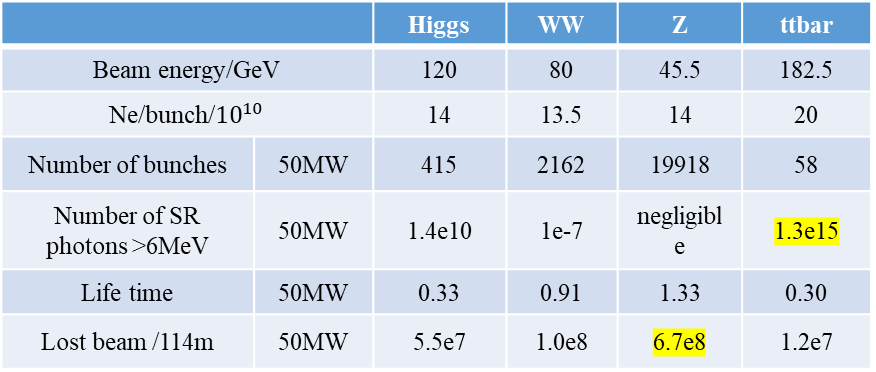 Higgs WW Z ttbar
Beam energy/GeV 120 80 45.5 182.5
Ne/bunch/10¹⁰ 14 13.5 14 20
Number of bunches 50MW 415 2162 19918 58
Number of SR
photons >6MeV 50MW 1.4e10 1e-7 negligibl
e 1.3e15
Life time 50MW 0.33 0.91 1.33 0.30
Lost beam /114m 50MW 5.5e7 1.0e8 6.7e8 1.2e7